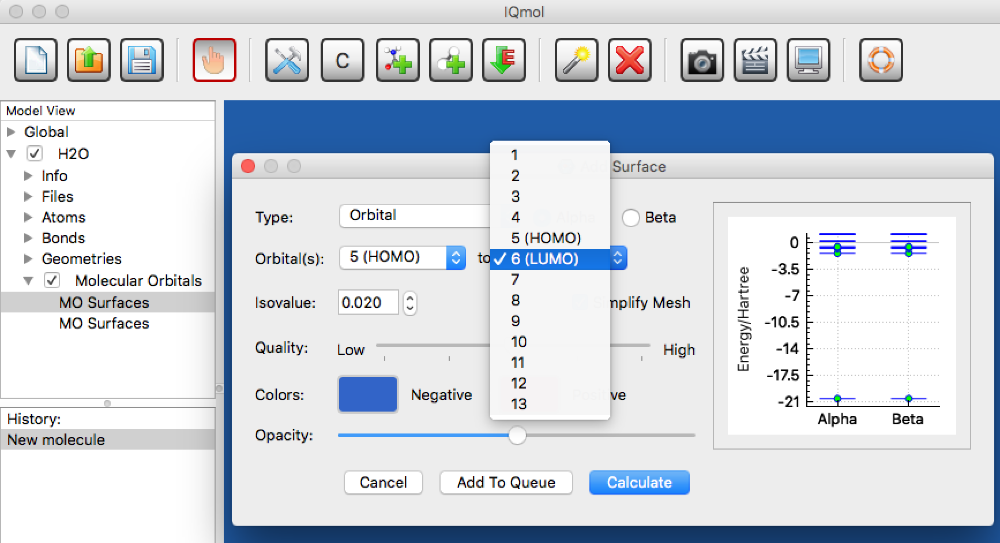 IQmol
C
E
Model View
Global
H2O
Info
Files
Atoms
Bonds
Geometries
Molecular Orbitals
MO Surfaces
MO Surfaces
History:
New molecule
Add Surface
Type:
Orbital
Alpha
Beta
Orbital(s):
5 (HOMO)
to
1
2
3
4
5 (HOMO)
✓ 6 (LUMO)
7
8
9
10
11
12
13
Isovalue:
0.020
Simplify Mesh
Quality:
Low
High
Colors:
Negative
Positive
Opacity:
Cancel
Add To Queue
Calculate
Energy/Hartree
0
-3.5
-7
-10.5
-14
-17.5
-21
Alpha
Beta